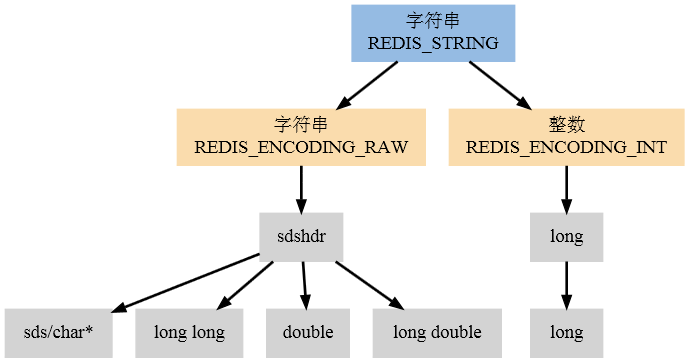 字符串
REDIS_STRING
字符串
REDIS_ENCODING_RAW
整数
REDIS_ENCODING_INT
sdshdr
long
sds/char*
long long
double
long double
long